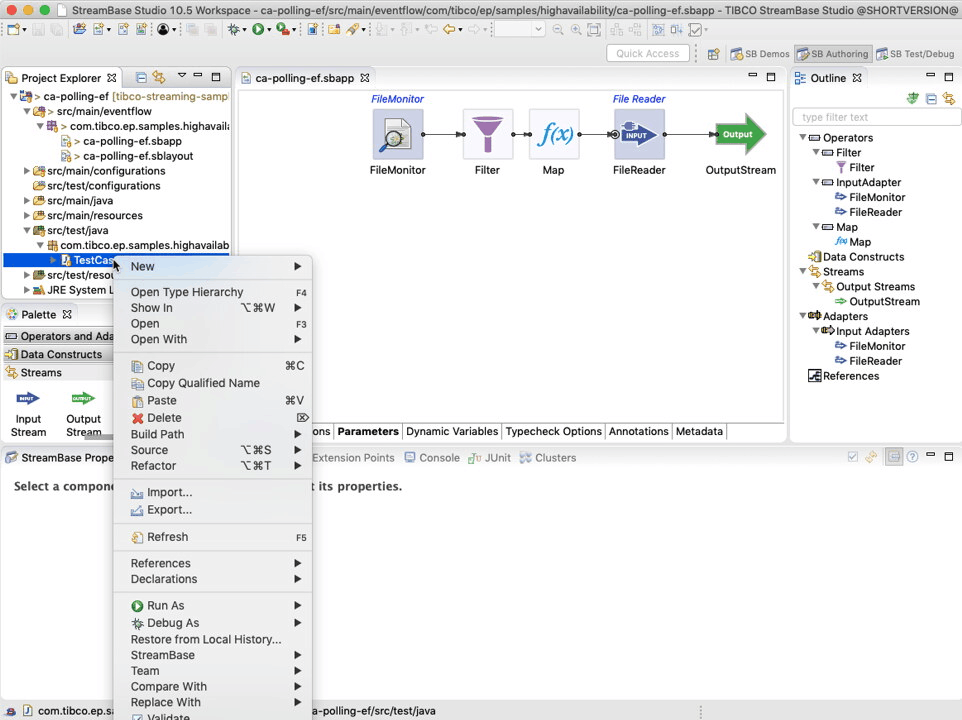 StreamBase Studio 10.5 Workspace - ca-polling-ef/src/main/eventflow/com/tibco/ep/samples/highavailability/ca-polling-ef.sbapp - TIBCO StreamBase Studio @SHORTVERSION@
Quick Access
SB Demos
SB Authoring
SB Test/Debug
Project Explorer
> ca-polling-ef [tibco-streaming-samp
> src/main/eventflow
> com.tibco.ep.samples.highavaila
> ca-polling-ef.sbapp
> ca-polling-ef.sblayout
src/main/configurations
src/test/configurations
src/main/java
src/main/resources
src/test/java
com.tibco.ep.samples.highavailab
TestCas
src/test/resou
JRE System L
Palette
Operators and Ada
Data Constructs
Streams
INPUT
OUTPUT
Input
Stream
Output
Stream
ca-polling-ef.sbapp
FileMonitor
File Reader
f(x)
INPUT
Output
FileMonitor
Filter
Map
FileReader
OutputStream
ons
Parameters
Dynamic Variables
Typecheck Options
Annotations
Metadata
Outline
type filter text
Operators
Filter
Filter
InputAdapter
FileMonitor
FileReader
Map
f(x) Map
Data Constructs
Streams
Output Streams
OutputStream
Adapters
Input Adapters
FileMonitor
FileReader
References
StreamBase Prope
Extension Points
Console
JUnit
Clusters
Select a compon
t its properties.
New
Open Type Hierarchy F4
Show In ⌥⌘W
Open F3
Open With
Copy ⌘C
Copy Qualified Name
Paste ⌘V
Delete ⌦
Build Path
Source ⌥⌘S
Refactor ⌥⌘T
Import...
Export...
Refresh F5
References
Declarations
Run As
Debug As
Restore from Local History...
StreamBase
Team
Compare With
Replace With
Validate
com.tibco.ep.s
ca-polling-ef/src/test/java